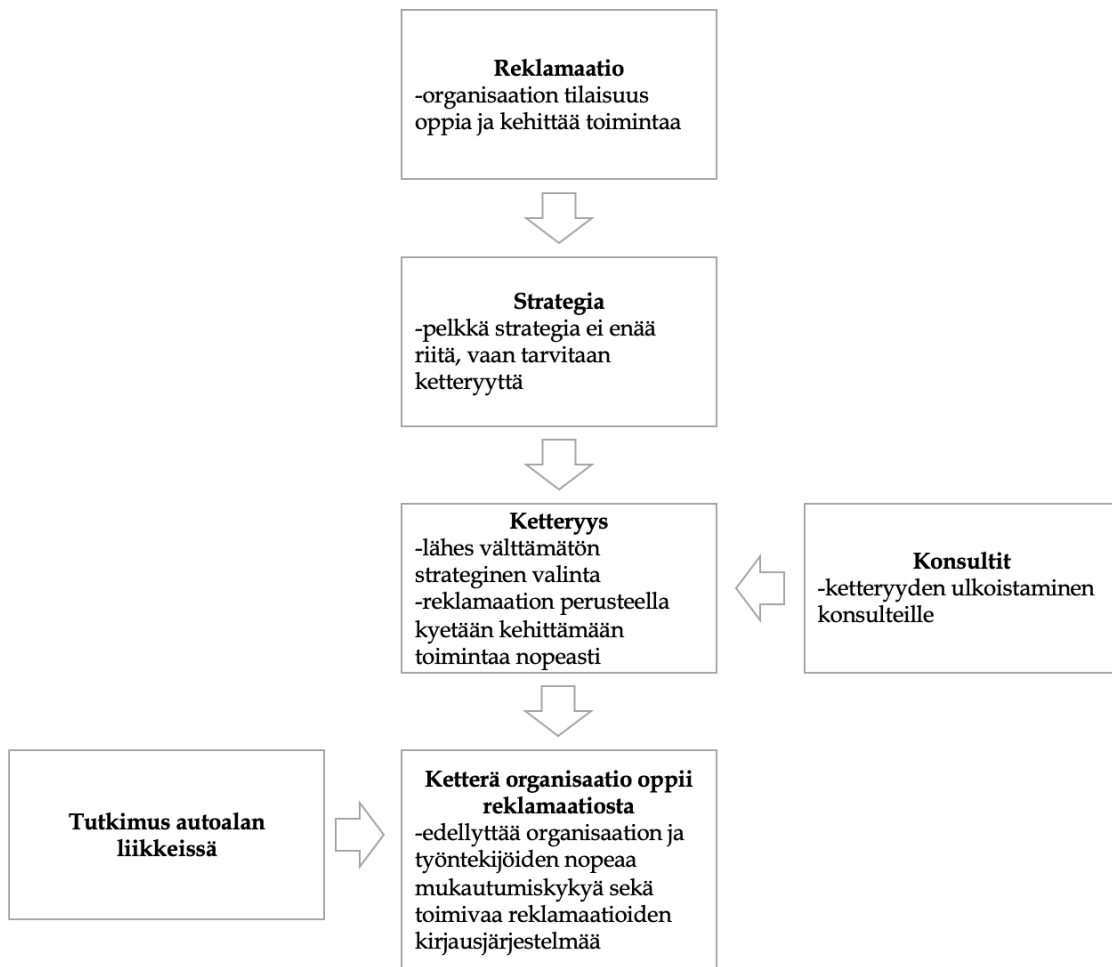 Reklamaatio
-organisaation tilaisuus
oppia ja kehittää toimintaa
Strategia
-pelkkä strategia ei enää
riitä, vaan tarvitaan
ketteryyttä
Ketteryys
-lähes välttämätön
strateginen valinta
-reklamaation perusteella
kyetään kehittämään
toimintaa nopeasti
Konsultit
-ketteryyden ulkoistaminen
konsulteille
Tutkimus autoalan
liikkeissä
Ketterä organisaatio oppii
reklamaatiosta
-edellyttää organisaation ja
työntekijöiden nopeaa
mukautumiskykyä sekä
toimivaa reklamaatioiden
kirjausjärjestelmää